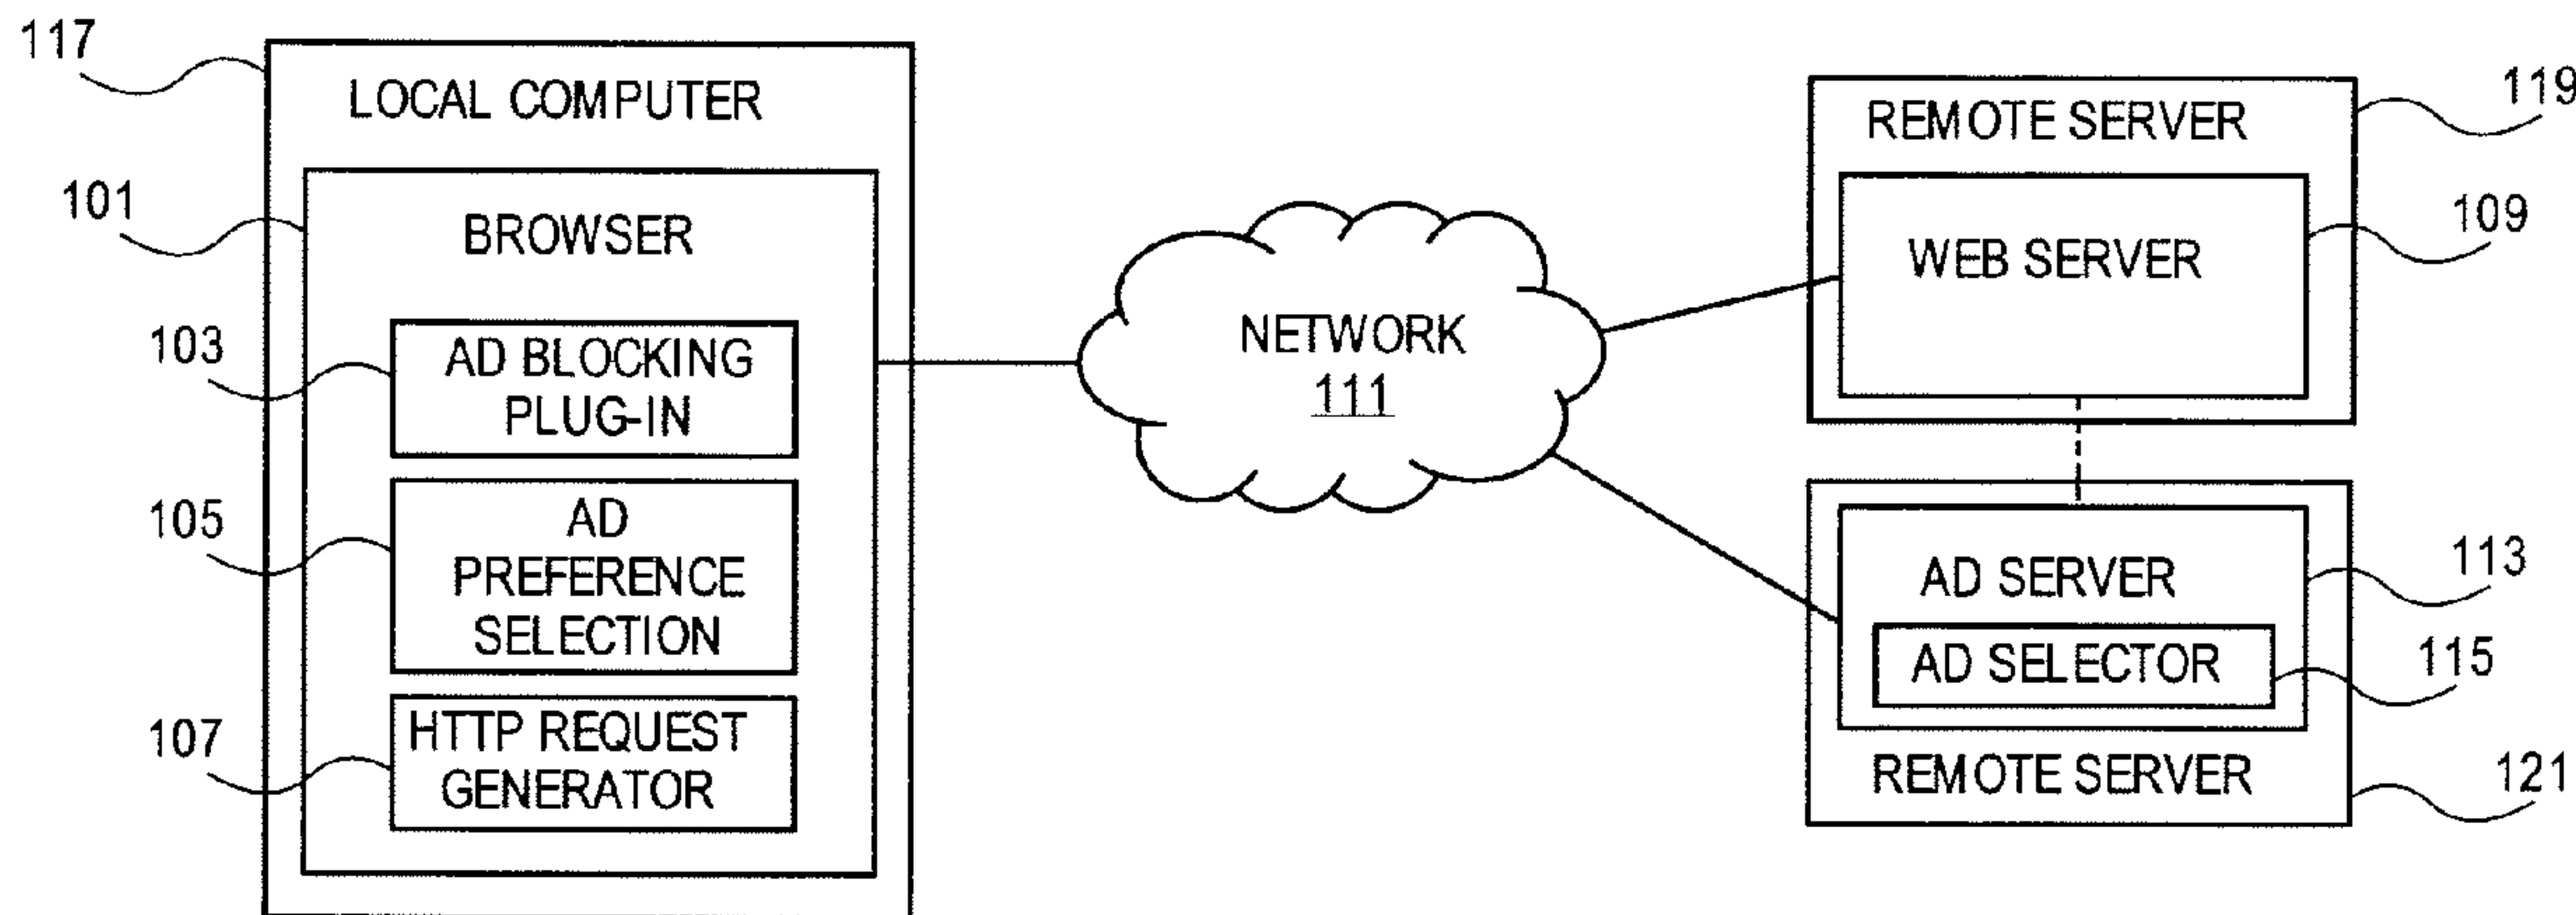 117
LOCAL COMPUTER
101
BROWSER
103
AD BLOCKING
PLUG-IN
105
AD
PREFERENCE
SELECTION
107
HTTP REQUEST
GENERATOR
NETWORK
111
REMOTE SERVER
119
WEB SERVER
109
AD SERVER
113
AD SELECTOR
115
REMOTE SERVER
121